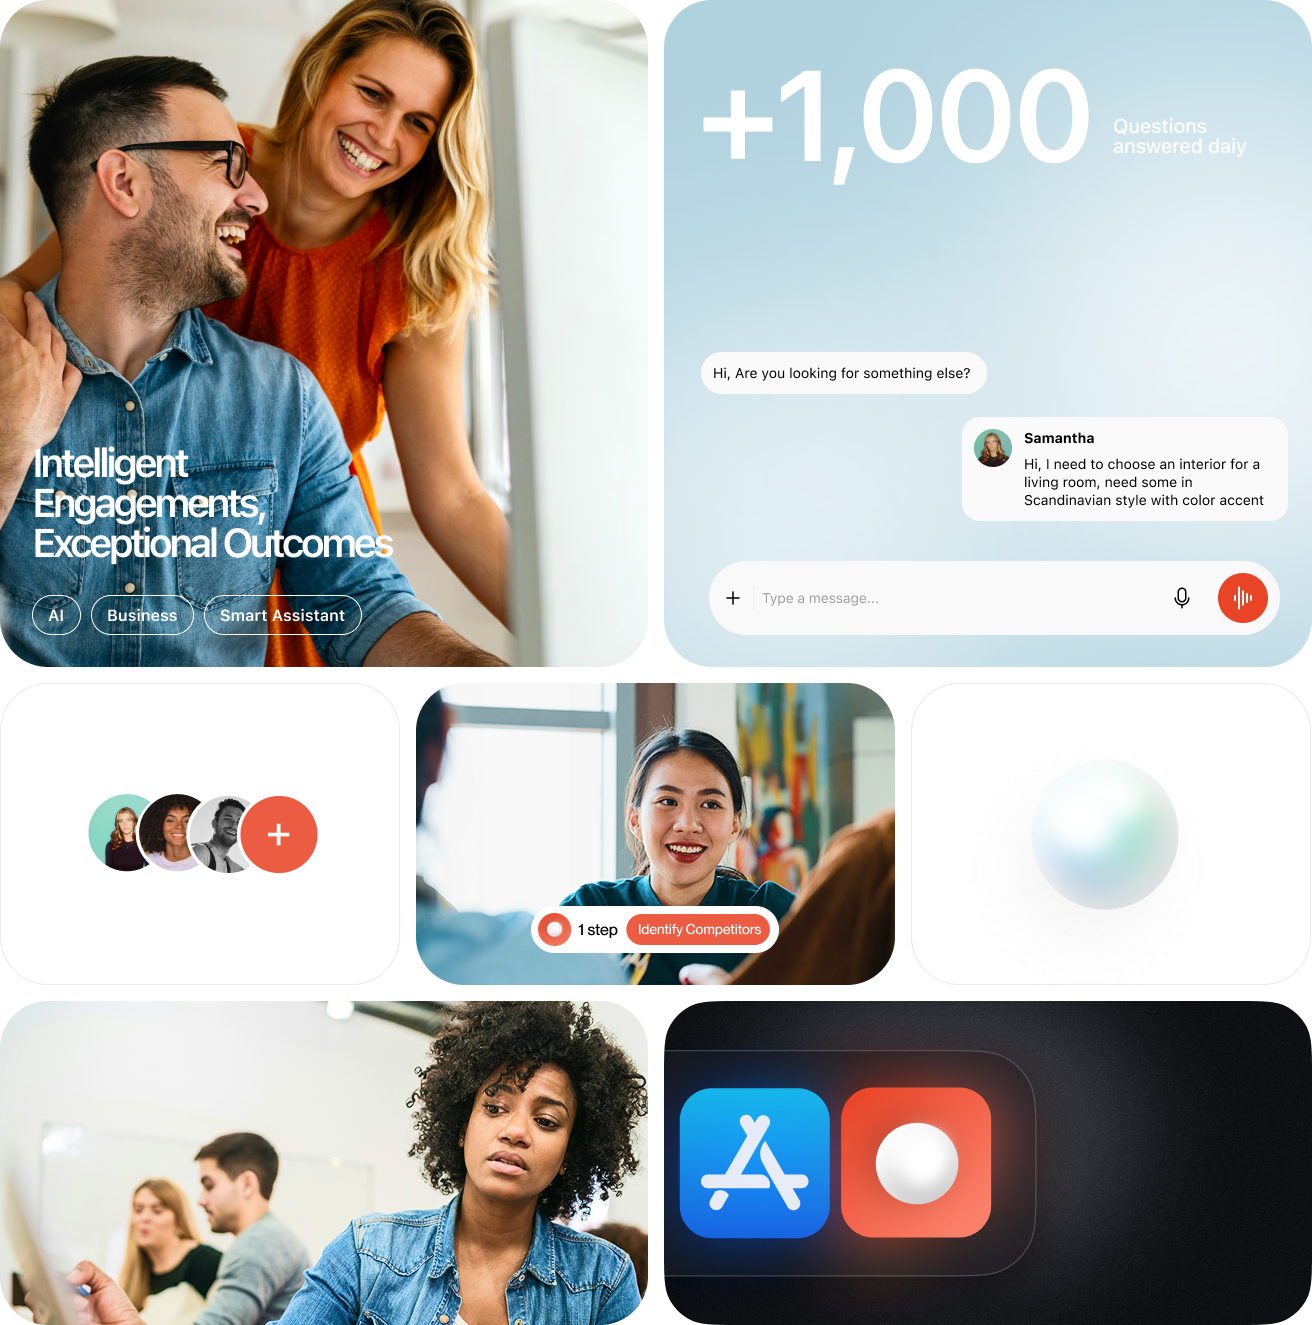 Intelligent
Engagements,
Exceptional Outcomes
AI
Business
Smart Assistant
+1,000
Questions
answered daiy
Hi, Are you looking for something else?
Samantha
Hi, I need to choose an interior for a
living room, need some in
Scandinavian style with color accent
Type a message...
1 step
Identify Competitors